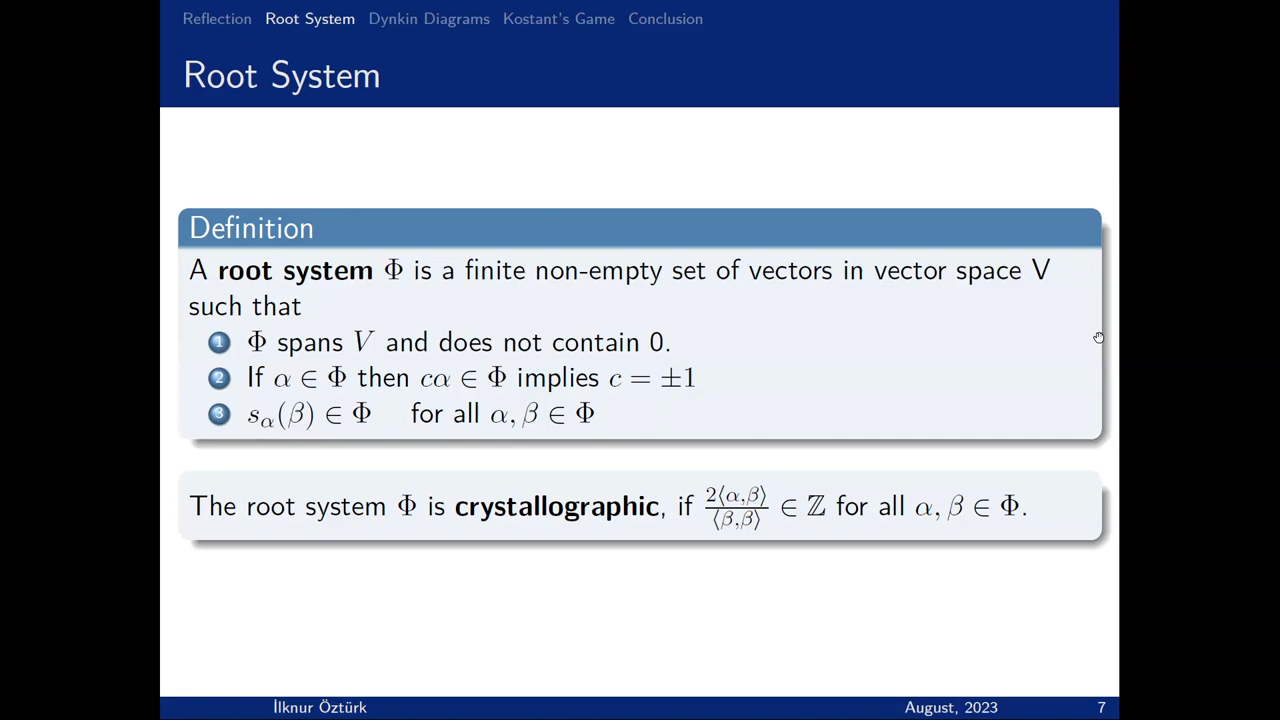 Reflection Root System Dynkin Diagrams Kostant's Game Conclusion
Root System
Definition
A root system Φ is a finite non-empty set of vectors in vector space V
such that
1 Φ spans V and does not contain 0.
2 If α ∈ Φ then cα ∈ Φ implies c = ±1
3 s_α(β) ∈ Φ for all α, β ∈ Φ
The root system Φ is crystallographic, if 2⟨α,β⟩/⟨β,β⟩ ∈ ℤ for all α, β ∈ Φ.
İlknur Öztürk August, 2023 7